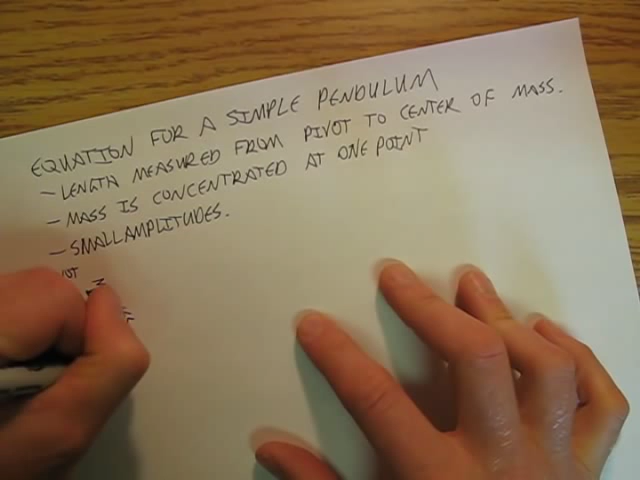 EQUATION FOR A SIMPLE PENDULUM
- LENGTH MEASURED FROM PIVOT TO CENTER OF MASS.
- MASS IS CONCENTRATED AT ONE POINT
- SMALL AMPLITUDES.